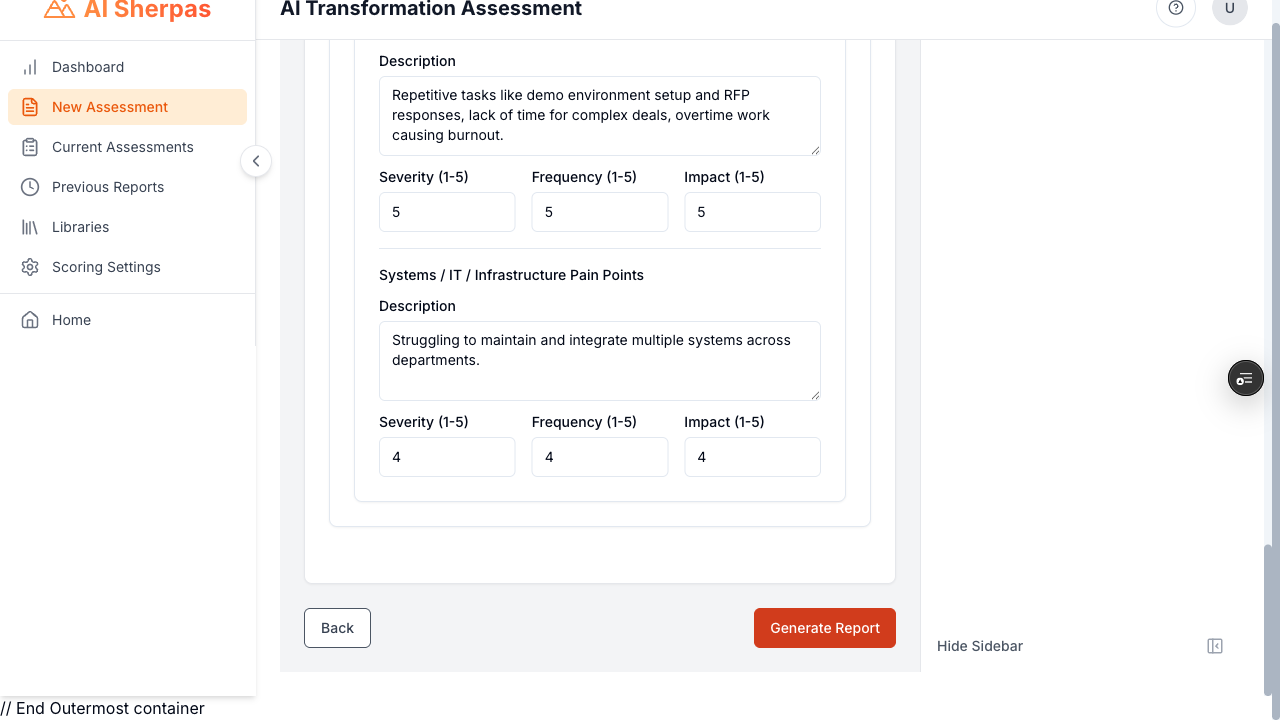 AI Sherpas
AI Transformation Assessment
U
Dashboard
New Assessment
Current Assessments
Previous Reports
Libraries
Scoring Settings
Home
Description
Repetitive tasks like demo environment setup and RFP
responses, lack of time for complex deals, overtime work
causing burnout.
Severity (1-5) Frequency (1-5) Impact (1-5)
5 5 5
Systems / IT / Infrastructure Pain Points
Description
Struggling to maintain and integrate multiple systems across
departments.
Severity (1-5) Frequency (1-5) Impact (1-5)
4 4 4
Back
Generate Report
Hide Sidebar
// End Outermost container